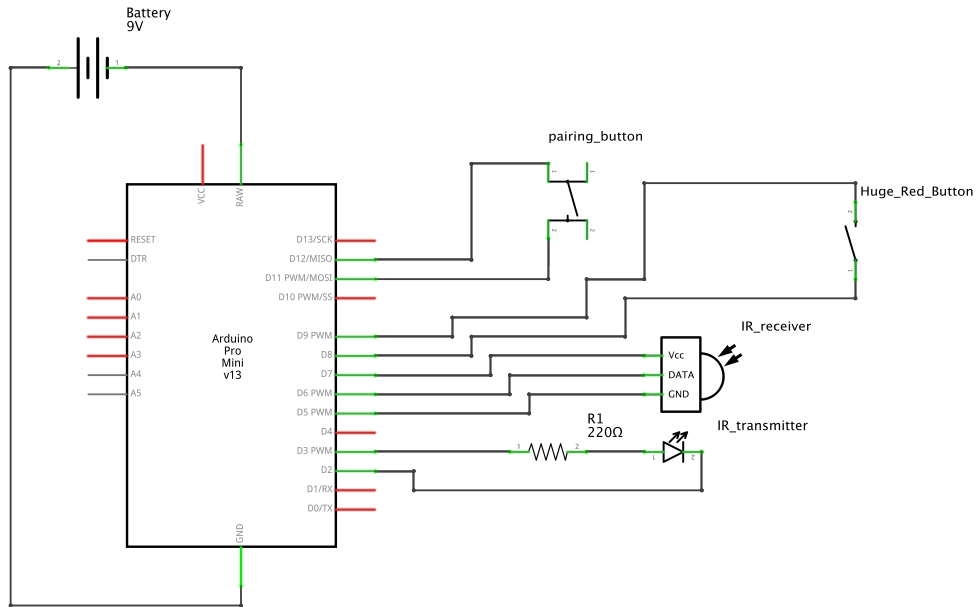 Battery
9V
2
1
pairing_button
1
1
2
2
Huge_Red_Button
2
1
VCC
RAW
RESET
DTR
A0
A1
A2
A3
A4
A5
Arduino
Pro
Mini
v13
D13/SCK
D12/MISO
D11 PWM/MOSI
D10 PWM/SS
D9 PWM
D8
D7
D6 PWM
D5 PWM
D4
D3 PWM
D2
D1/RX
D0/TX
GND
IR_receiver
Vcc
DATA
GND
R1
220Ω
1
2
IR_transmitter
1
2